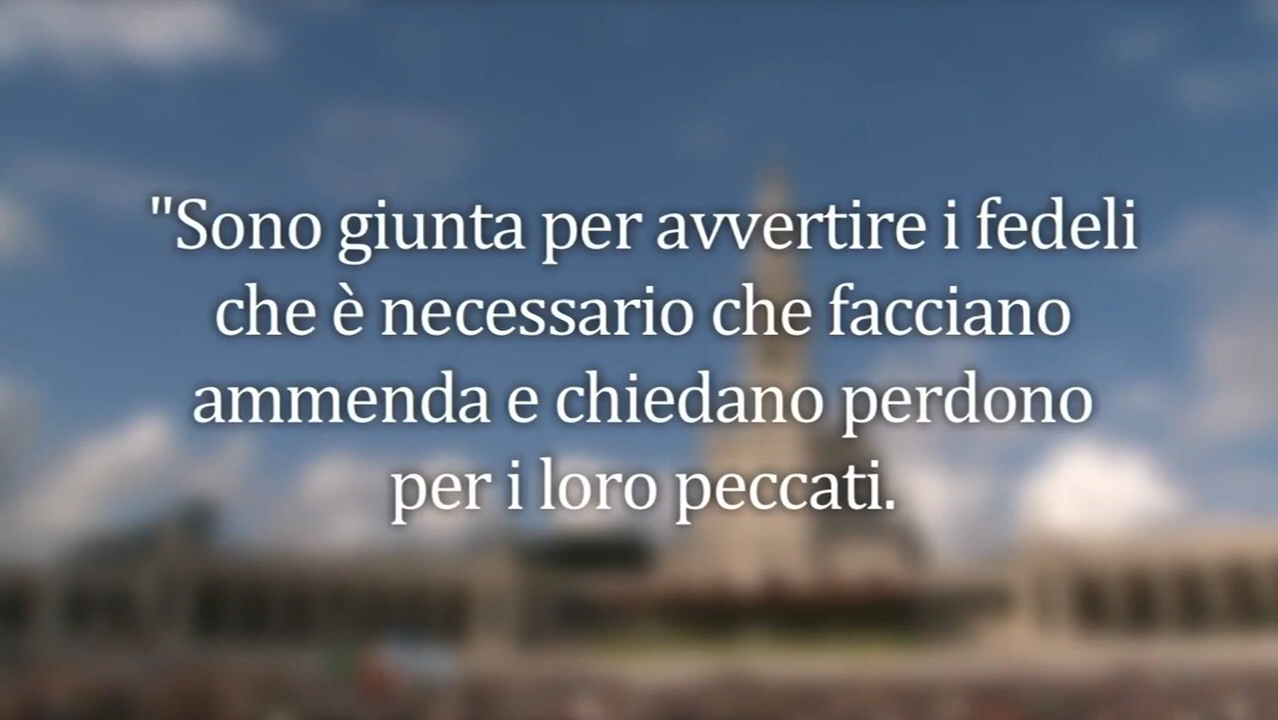 "Sono giunta per avvertire i fedeli
che è necessario che facciano
ammenda e chiedano perdono
per i loro peccati.